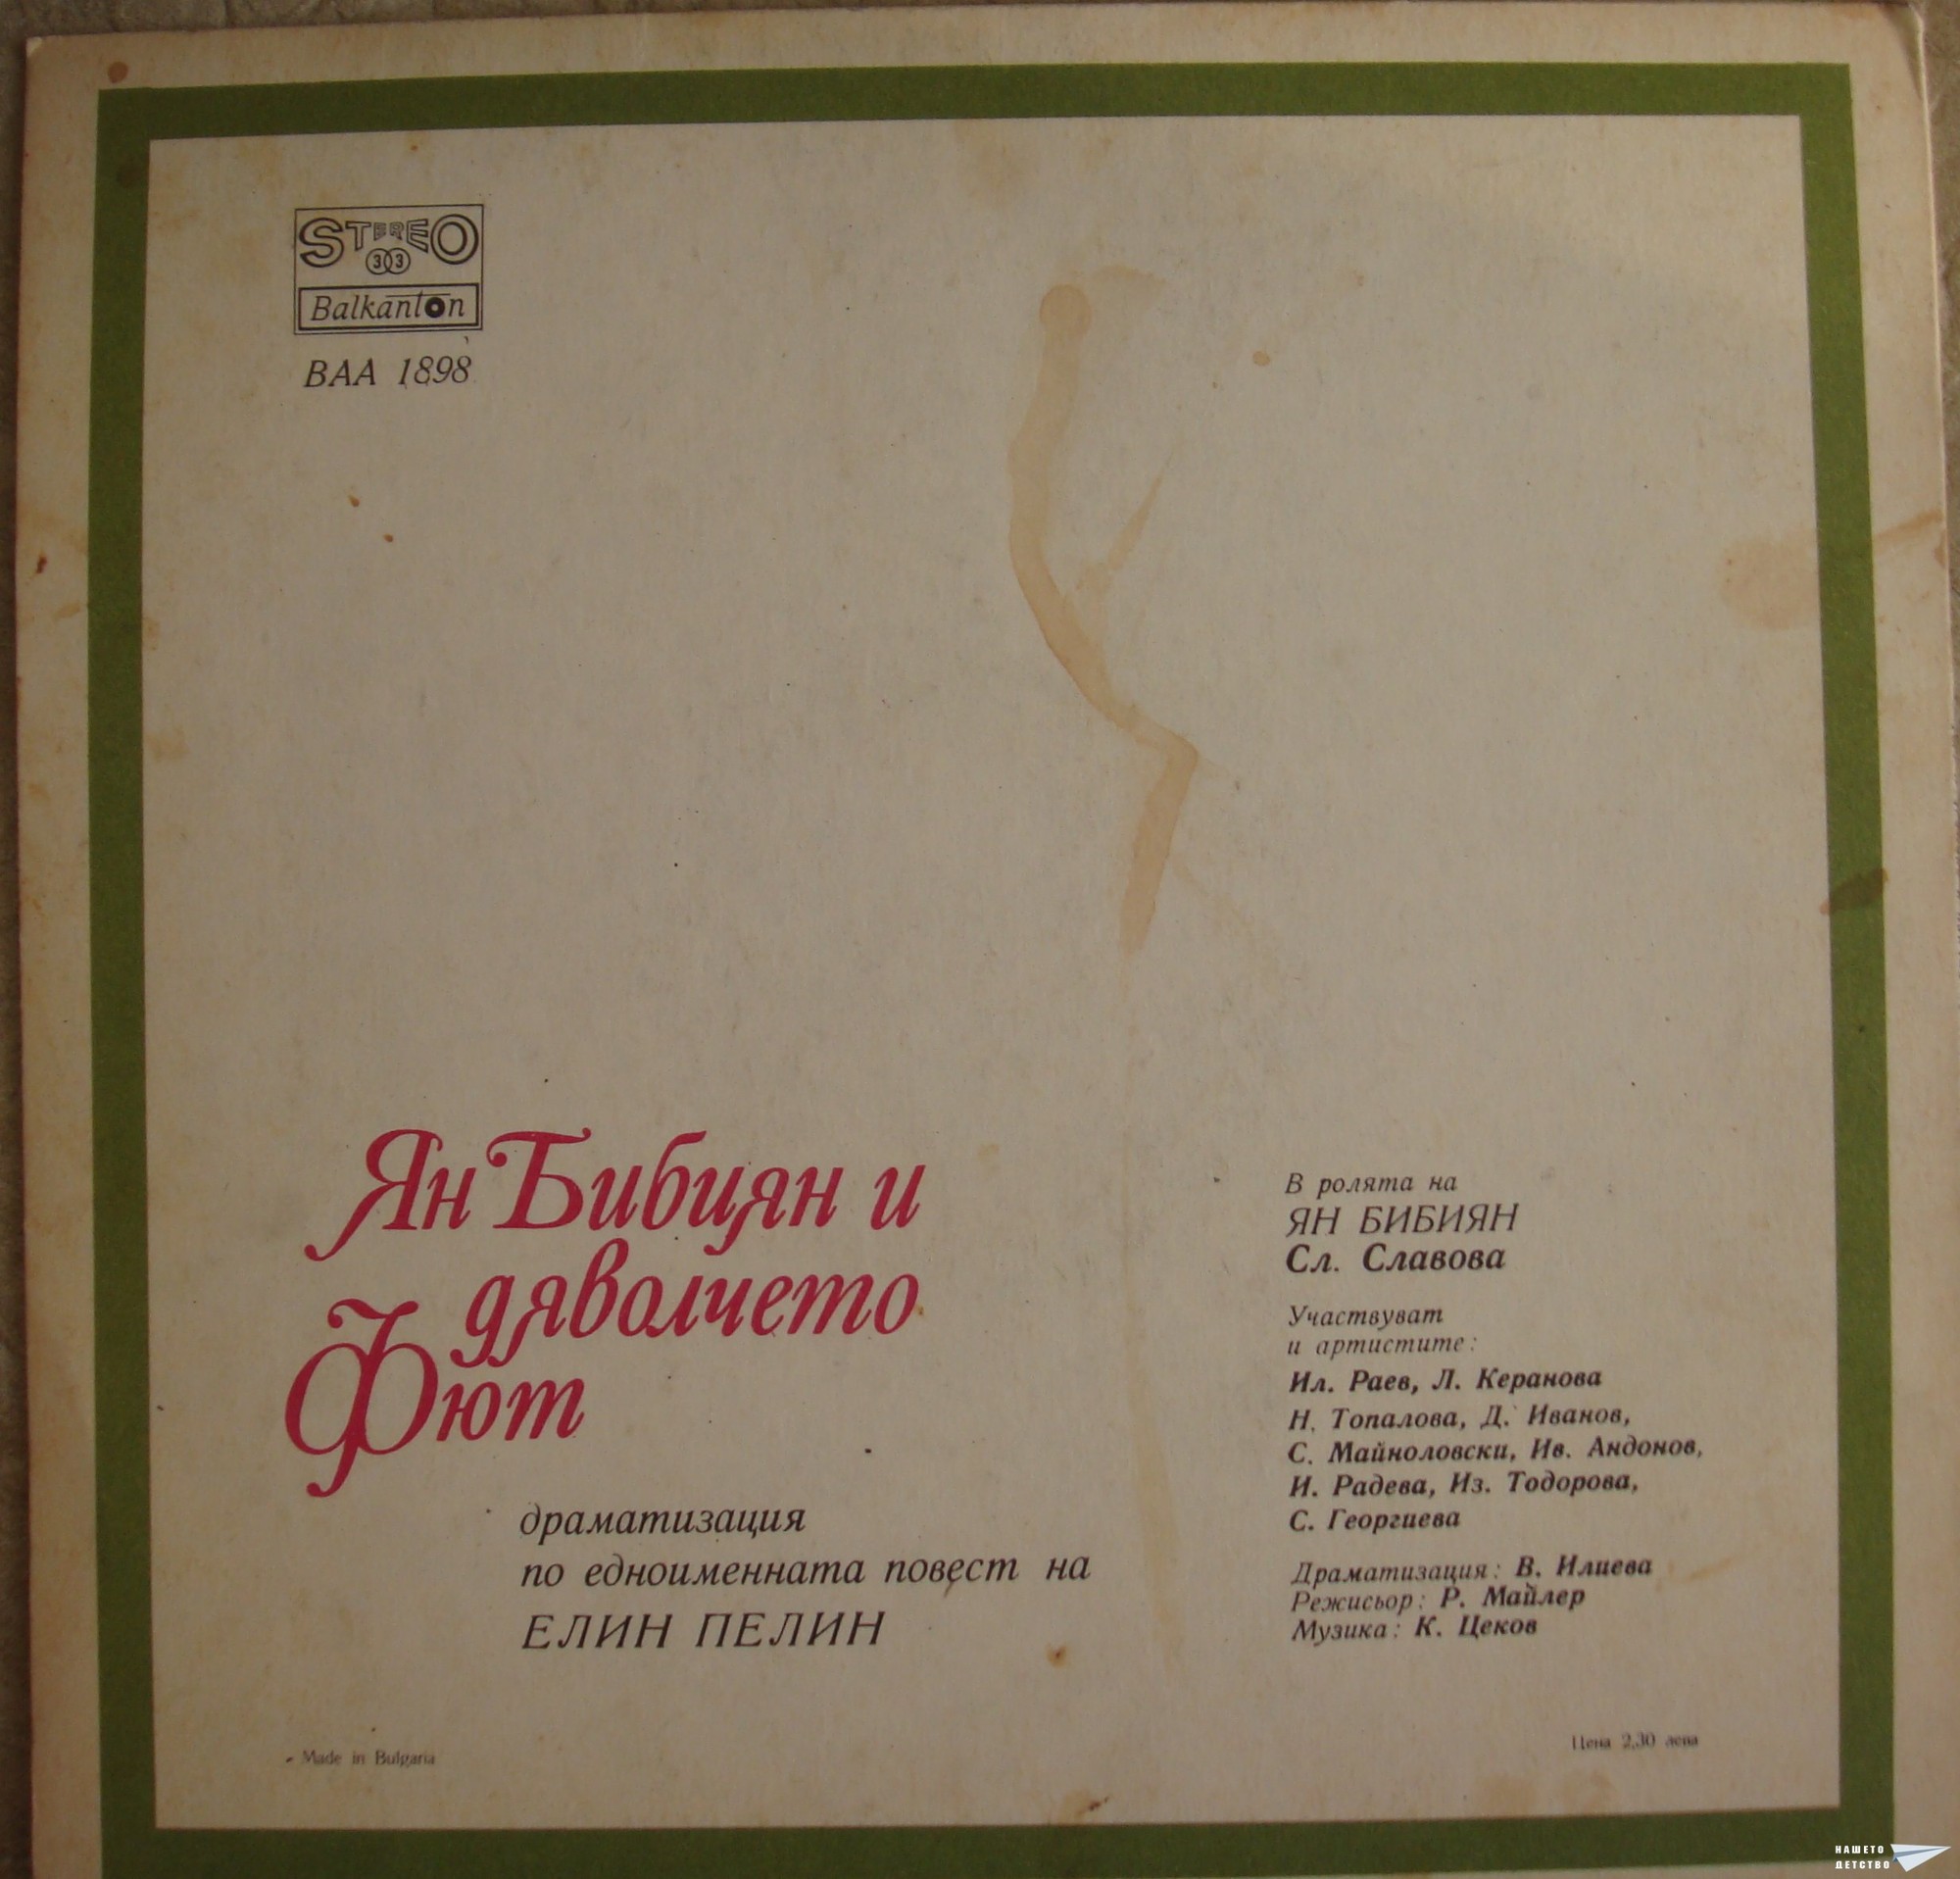 STEREO
33
Balkanton
ВАА 1898
Ян Бибиян и
дяволчето
Фют
драматизация
по едноименната повест на
ЕЛИН ПЕЛИН
В ролята на
ЯН БИБИЯН
Сл. Славова
Участвуват
и артистите:
Ил. Раев, Л. Керанова
Н. Топалова, Д. Иванов,
С. Майноловски, Ив. Андонов,
И. Радева, Из. Тодорова,
С. Георгиева
Драматизация: В. Илиева
Режисьор: Р. Майлер
Музика: К. Цеков
Made in Bulgaria
Цена 2,30 лева
НАШЕТО
ДЕТСТВО